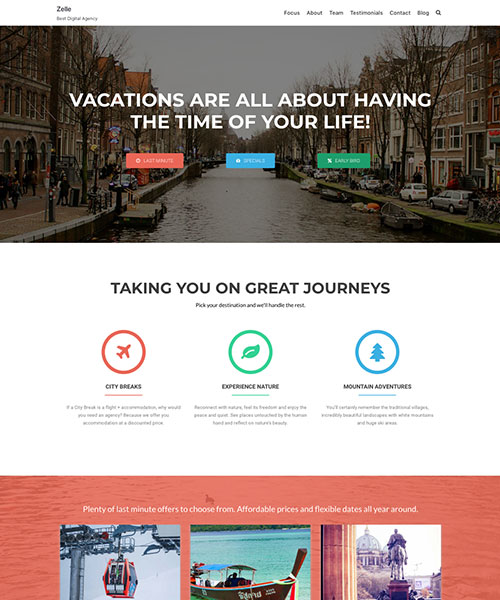 Zelle
Best Digital Agency
Focus About Team Testimonials Contact Blog
VACATIONS ARE ALL ABOUT HAVING
THE TIME OF YOUR LIFE!
LAST MINUTE
SPECIALS
EARLY BIRD
TAKING YOU ON GREAT JOURNEYS
Pick your destination and we'll handle the rest.
CITY BREAKS
If a City Break is a flight + accommodation, why would
you need an agency? Because we offer you
accommodation at a discounted price.
EXPERIENCE NATURE
Reconnect with nature, feel its freedom and enjoy the
peace and quiet. See places untouched by the human
hand and reflect on nature's beauty.
MOUNTAIN ADVENTURES
You'll certainly remember the traditional villages,
incredibly beautiful landscapes with white mountains
and huge ski areas.
Plenty of last minute offers to choose from. Affordable prices and flexible dates all year around.